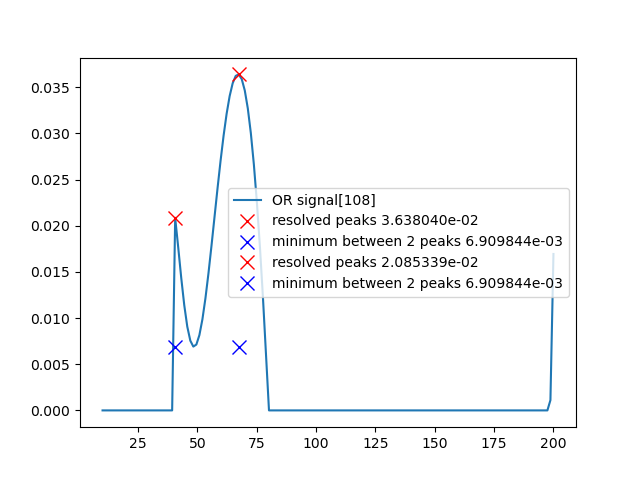 0.035
0.030
0.025
0.020
0.015
0.010
0.005
0.000
OR signal[108]
resolved peaks 3.638040e-02
minimum between 2 peaks 6.909844e-03
resolved peaks 2.085339e-02
minimum between 2 peaks 6.909844e-03
25 50 75 100 125 150 175 200